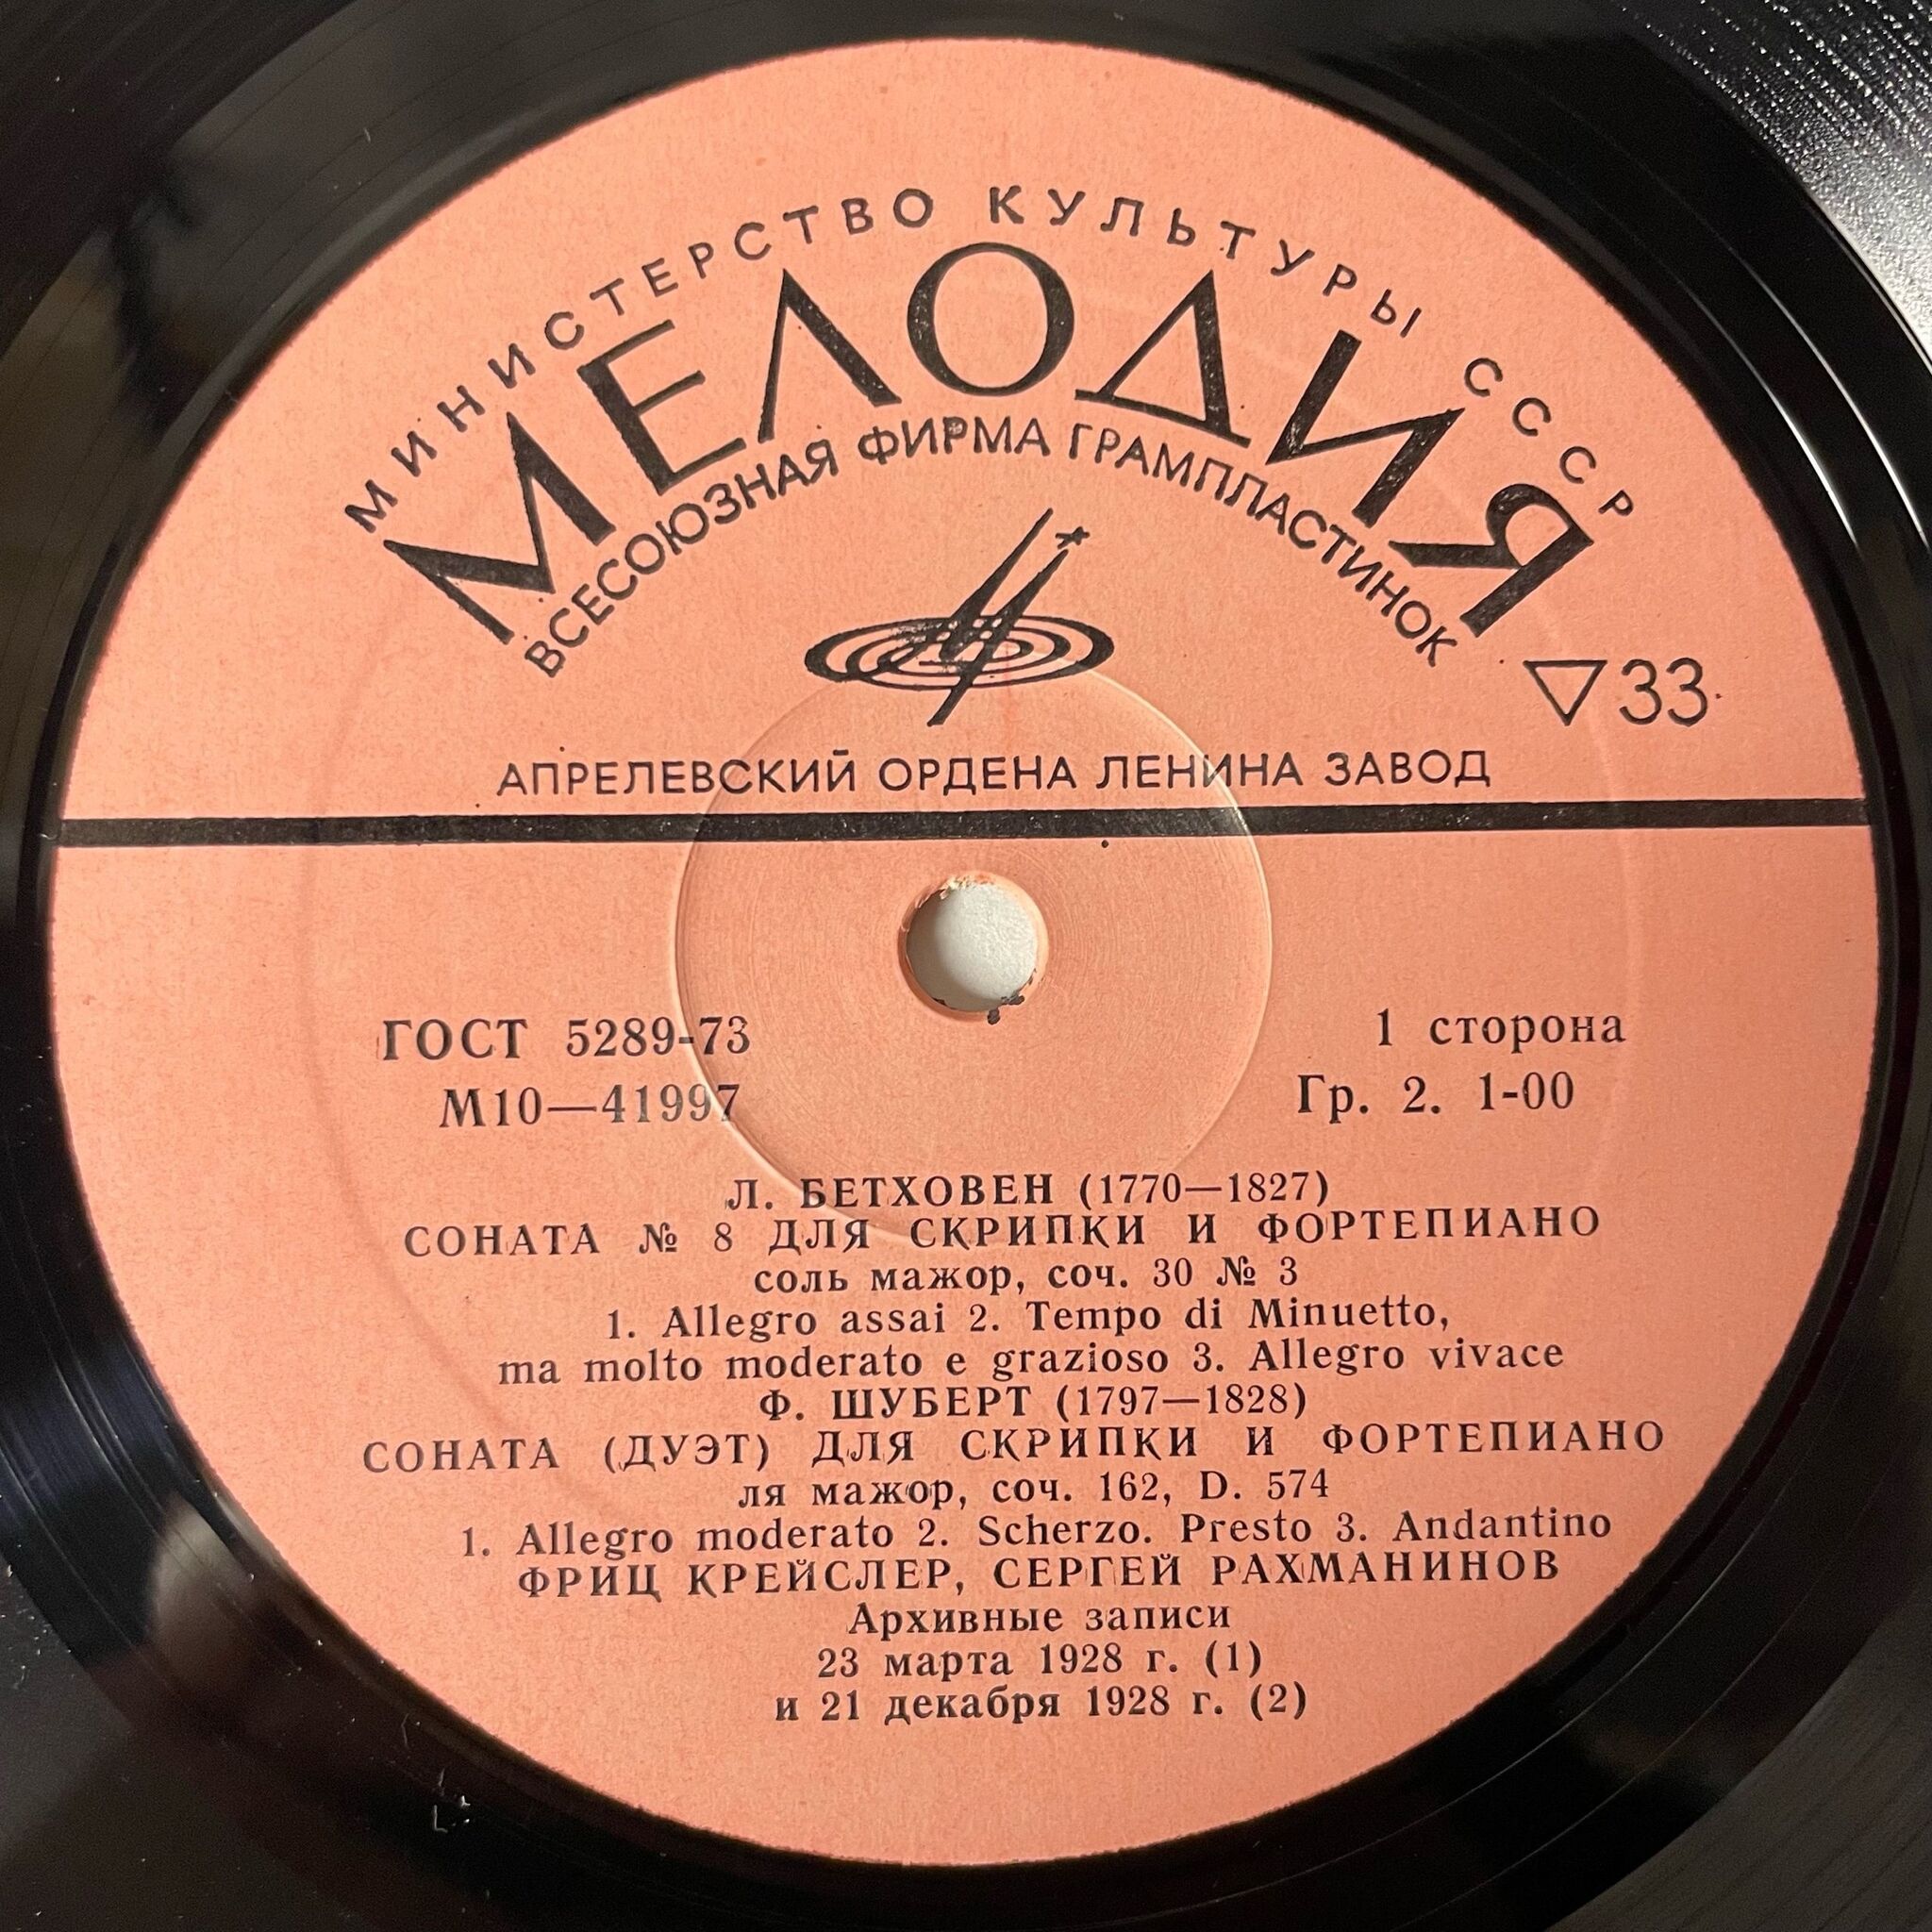 МИНИСТЕРСТВО КУЛЬТУРЫ СССР
МЕЛОДИЯ
ВСЕСОЮЗНАЯ ФИРМА ГРАМПЛАСТИНОК
33
АПРЕЛЕВСКИЙ ОРДЕНА ЛЕНИНА ЗАВОД
ГОСТ 5289-73
1 сторона
М10—41997
Гр. 2. 1-00
Л. БЕТХОВЕН (1770—1827)
СОНАТА № 8 ДЛЯ СКРИПКИ И ФОРТЕПИАНО
соль мажор, соч. 30 № 3
1. Allegro assai 2. Tempo di Minuetto,
ma molto moderato e grazioso 3. Allegro vivace
Ф. ШУБЕРТ (1797—1828)
СОНАТА (ДУЭТ) ДЛЯ СКРИПКИ И ФОРТЕПИАНО
ля мажор, соч. 162, D. 574
1. Allegro moderato 2. Scherzo. Presto 3. Andantino
ФРИЦ КРЕЙСЛЕР, СЕРГЕЙ РАХМАНИНОВ
Архивные записи
23 марта 1928 г. (1)
и 21 декабря 1928 г. (2)